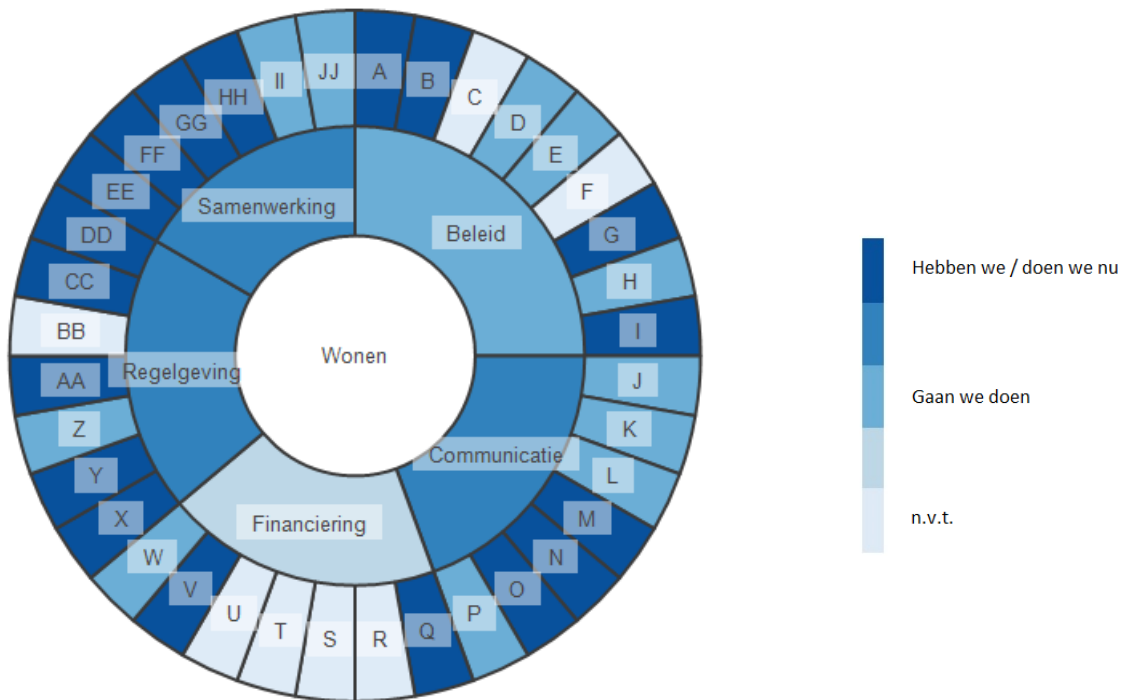 A
B
C
D
E
F
G
H
I
J
K
L
M
N
O
P
Q
R
S
T
U
V
W
X
Y
Z
AA
BB
CC
DD
EE
FF
GG
HH
II
JJ
Samenwerking
Beleid
Wonen
Regelgeving
Communicatie
Financiering
Hebben we / doen we nu
Gaan we doen
n.v.t.